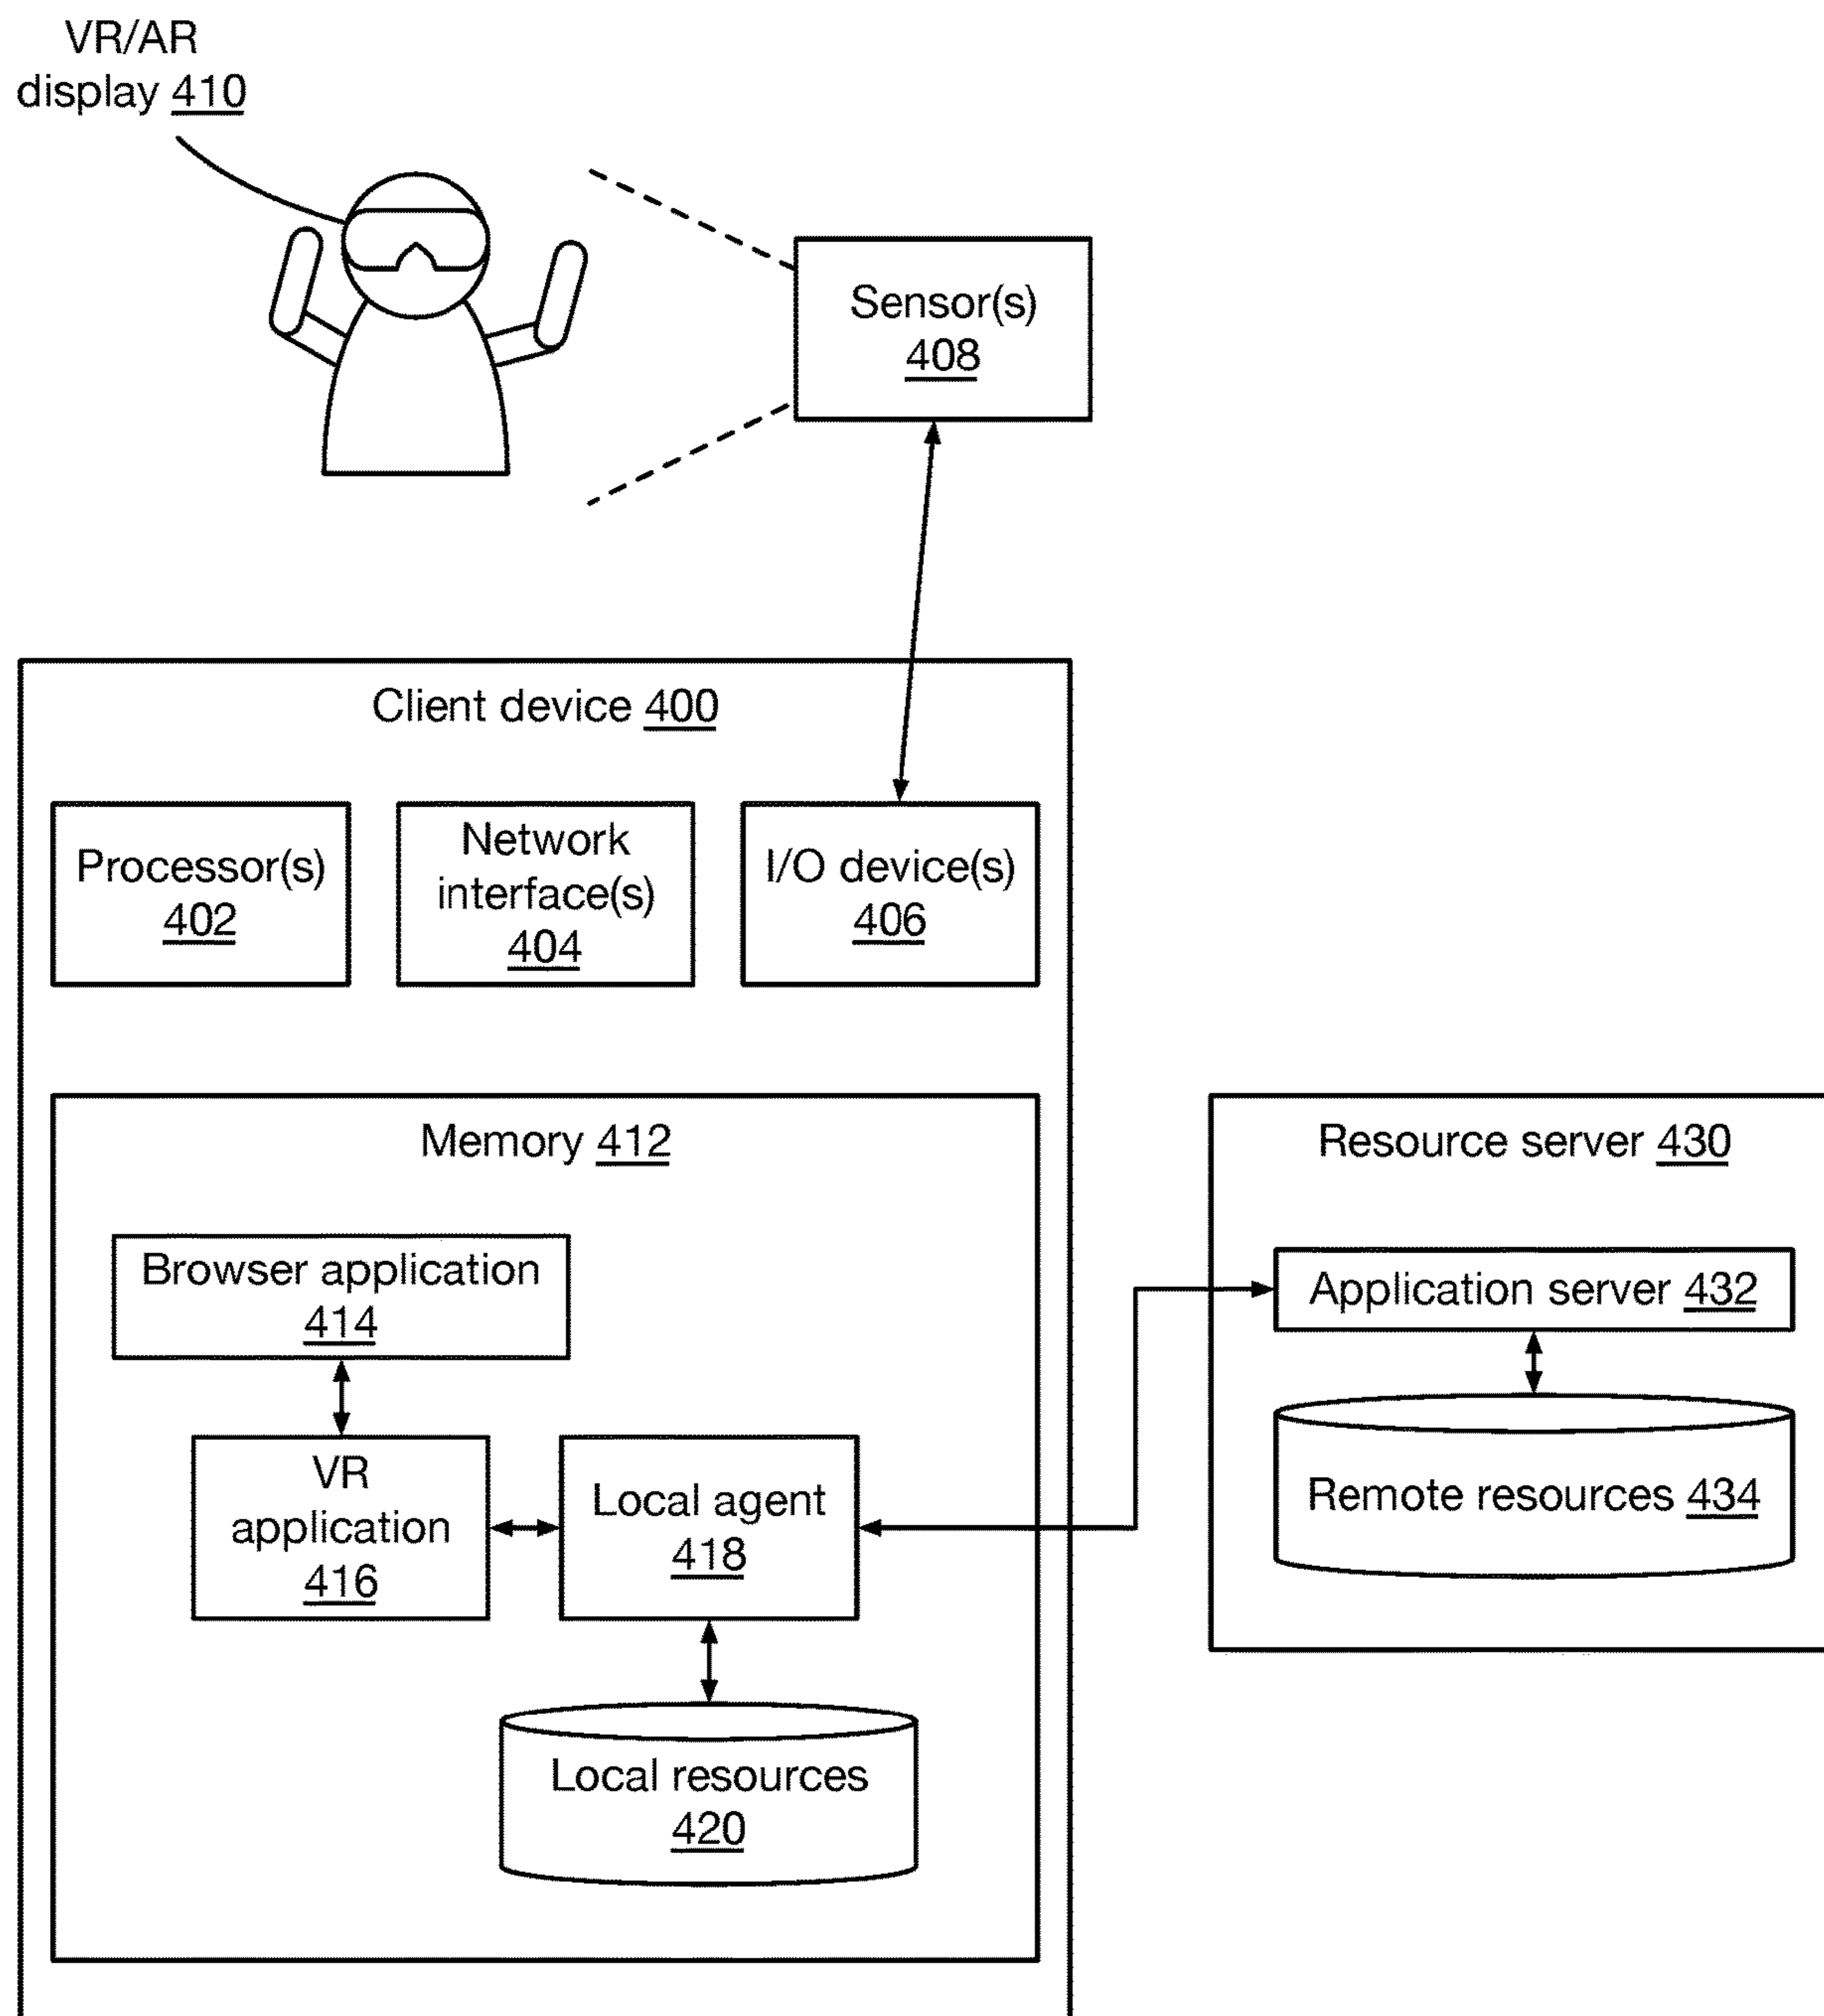 VR/AR
display 410
Sensor(s)
408
Client device 400
Processor(s)
402
Network
interface(s)
404
I/O device(s)
406
Memory 412
Browser application
414
VR
application
416
Local agent
418
Local resources
420
Resource server 430
Application server 432
Remote resources 434